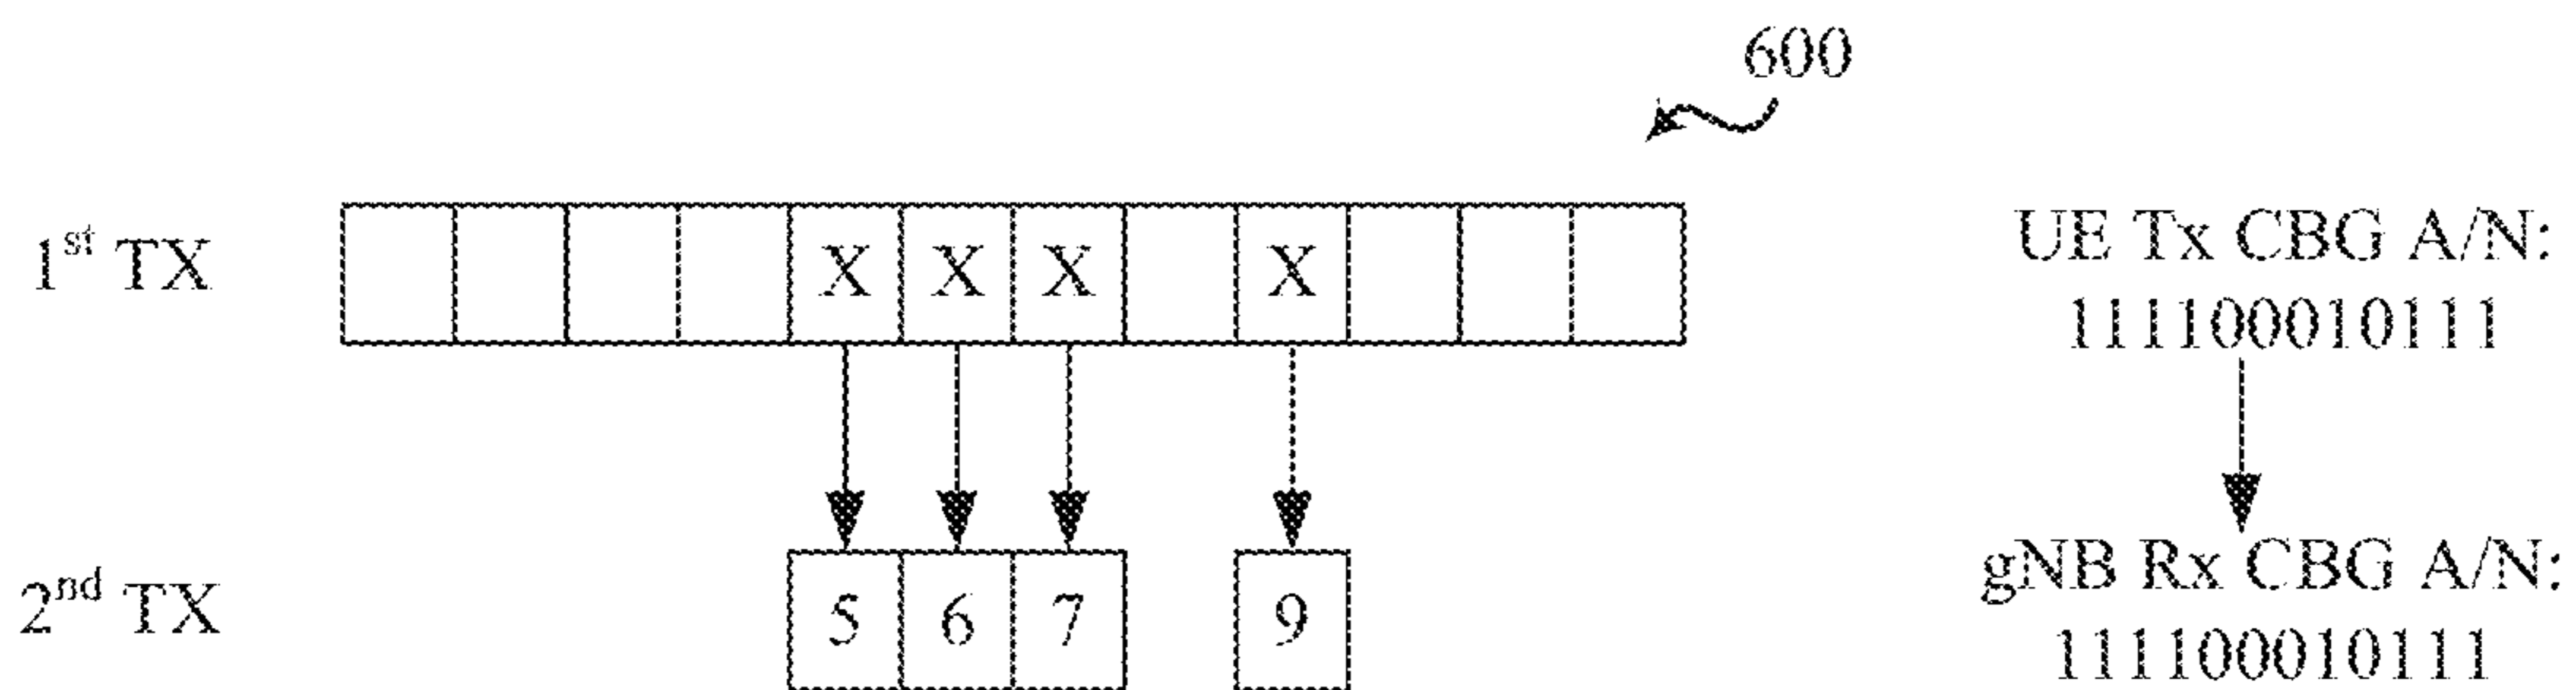 600
1st TX
X X X X
UE Tx CBG A/N:
111100010111
2nd TX
5 6 7 9
gNB Rx CBG A/N:
111100010111